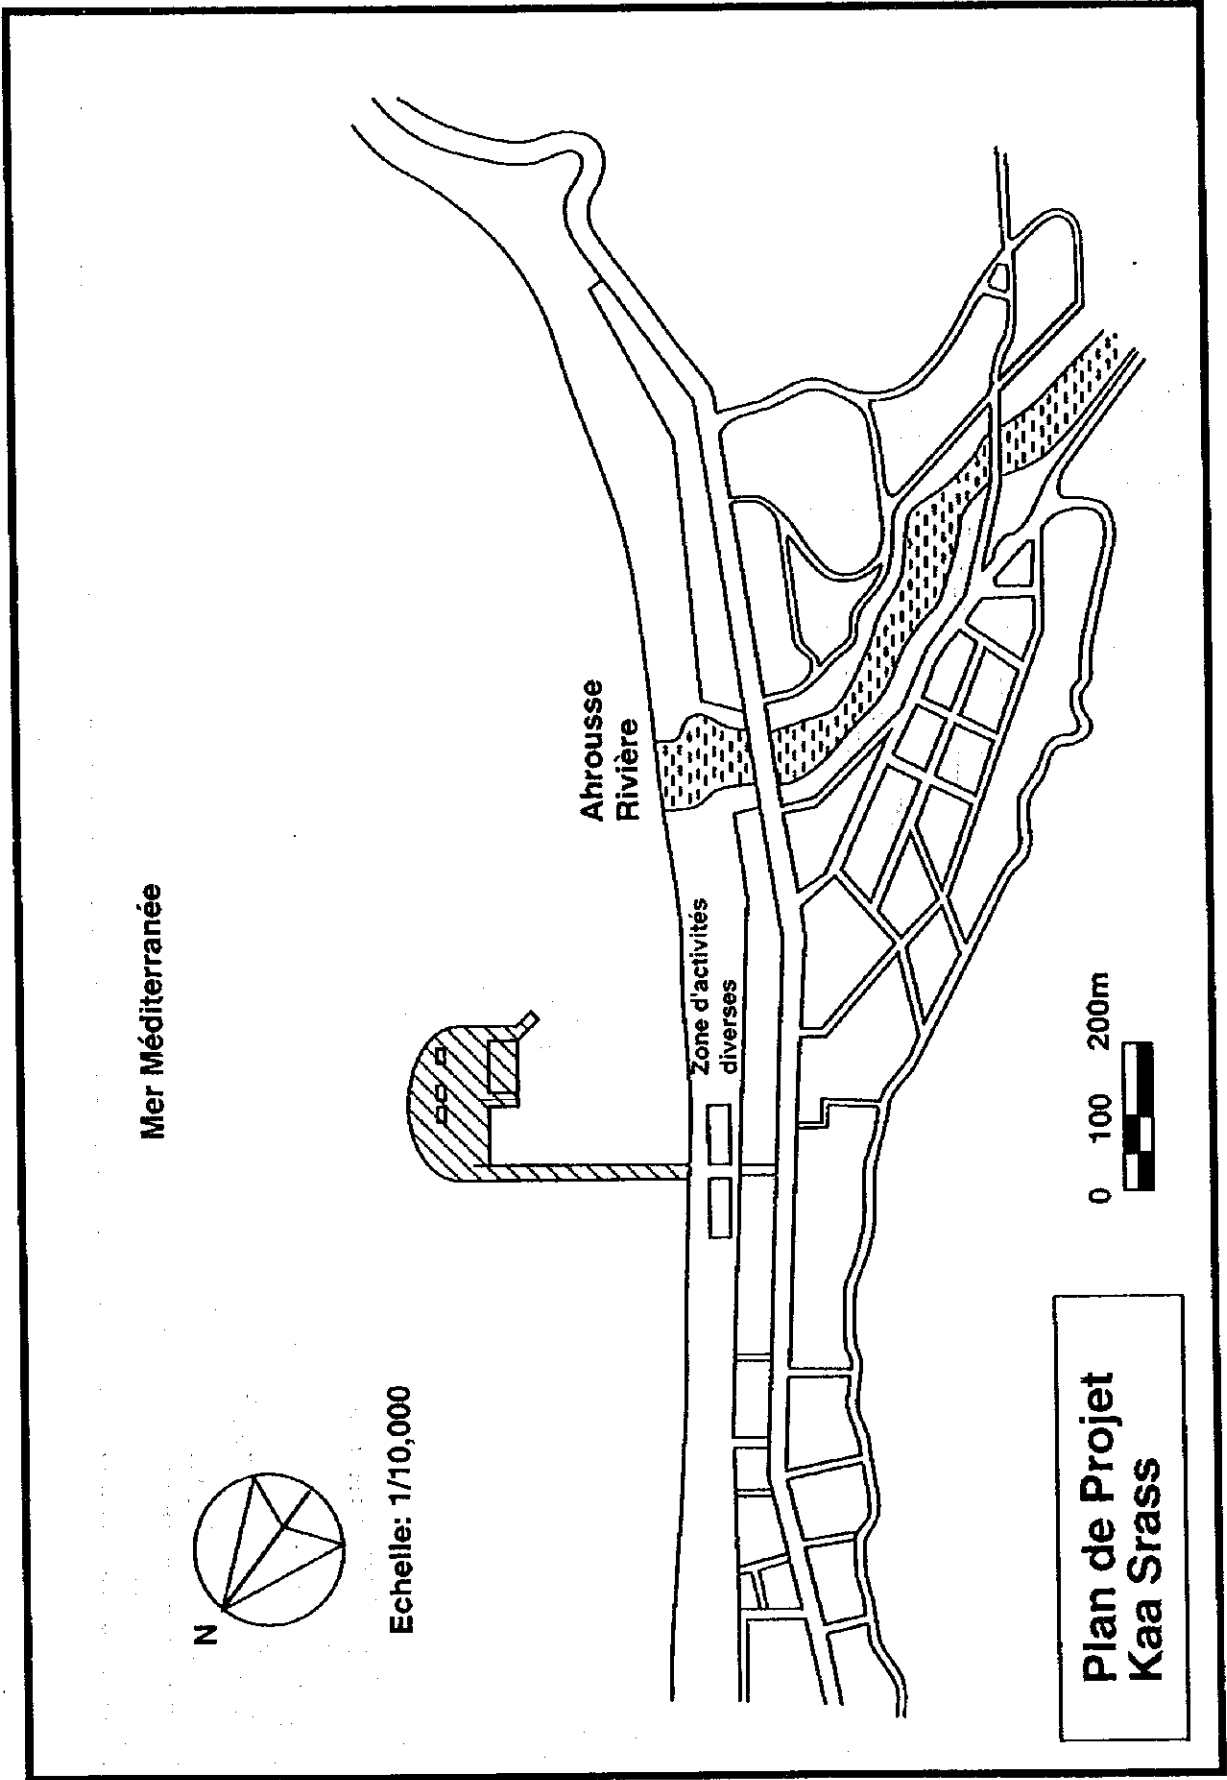 Mer Méditerranée
N
Echelle: 1/10,000
Ahrousse
Rivière
Zone d'activités
diverses
0 100 200m
Plan de Projet
Kaa Srass